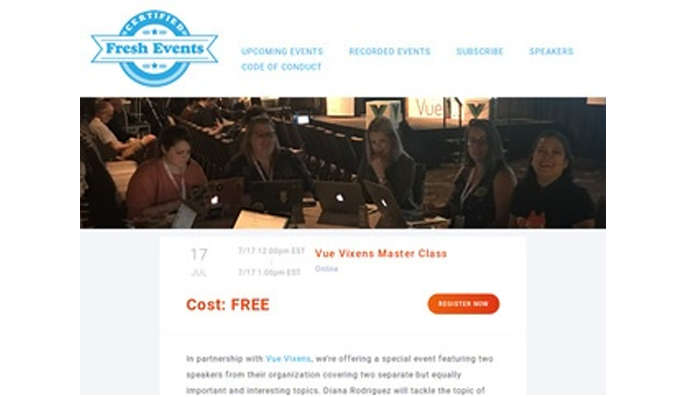 CERTIFIED
Fresh Events
UPCOMING EVENTS RECORDED EVENTS SUBSCRIBE SPEAKERS
CODE OF CONDUCT
Vue
17 7/17 12:00pm EST Vue Vixens Master Class
Online
JUL 7/17 1:00pm EST
Cost: FREE REGISTER NOW
In partnership with Vue Vixens, we're offering a special event featuring two
speakers from their organization covering two separate but equally
important and interesting topics. Diana Rodriguez will tackle the topic of